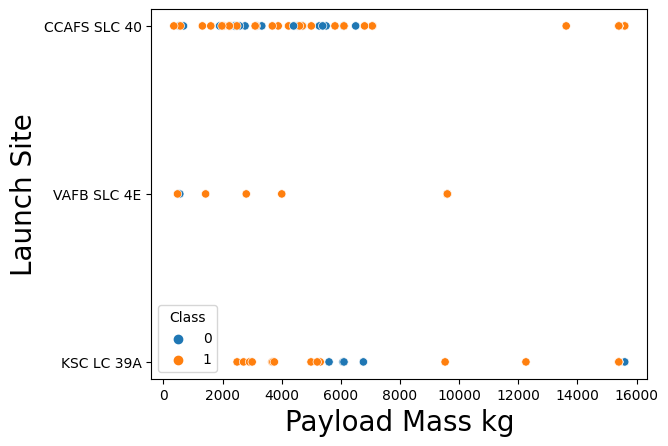 CCAFS SLC 40
VAFB SLC 4E
KSC LC 39A
Launch Site
Class
0
1
0 2000 4000 6000 8000 10000 12000 14000 16000
Payload Mass kg